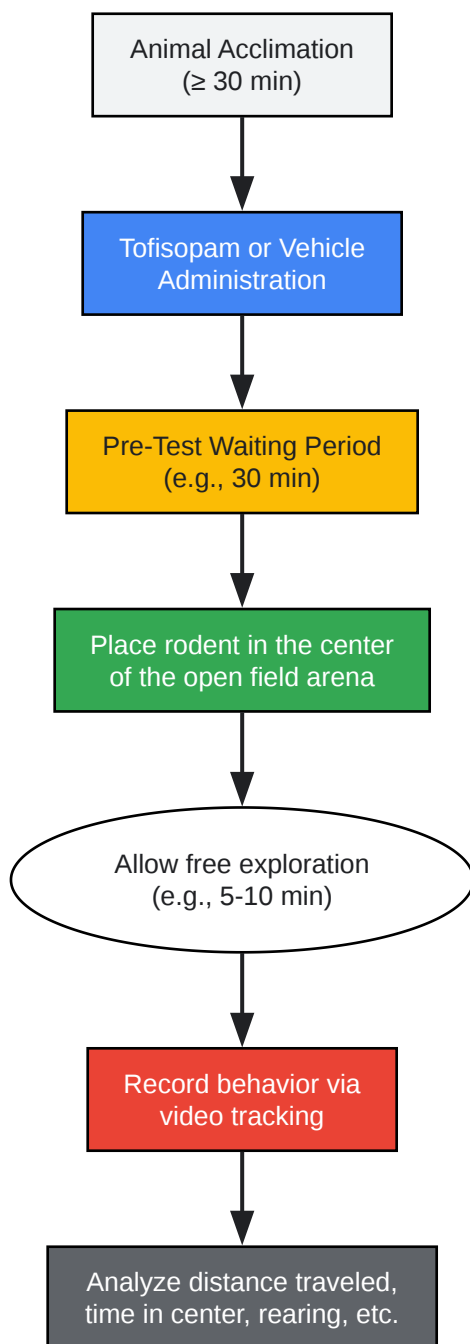 Animal Acclimation
(≥ 30 min)
Tofisopam or Vehicle
Administration
Pre-Test Waiting Period
(e.g., 30 min)
Place rodent in the center
of the open field arena
Allow free exploration
(e.g., 5-10 min)
Record behavior via
video tracking
Analyze distance traveled,
time in center, rearing, etc.